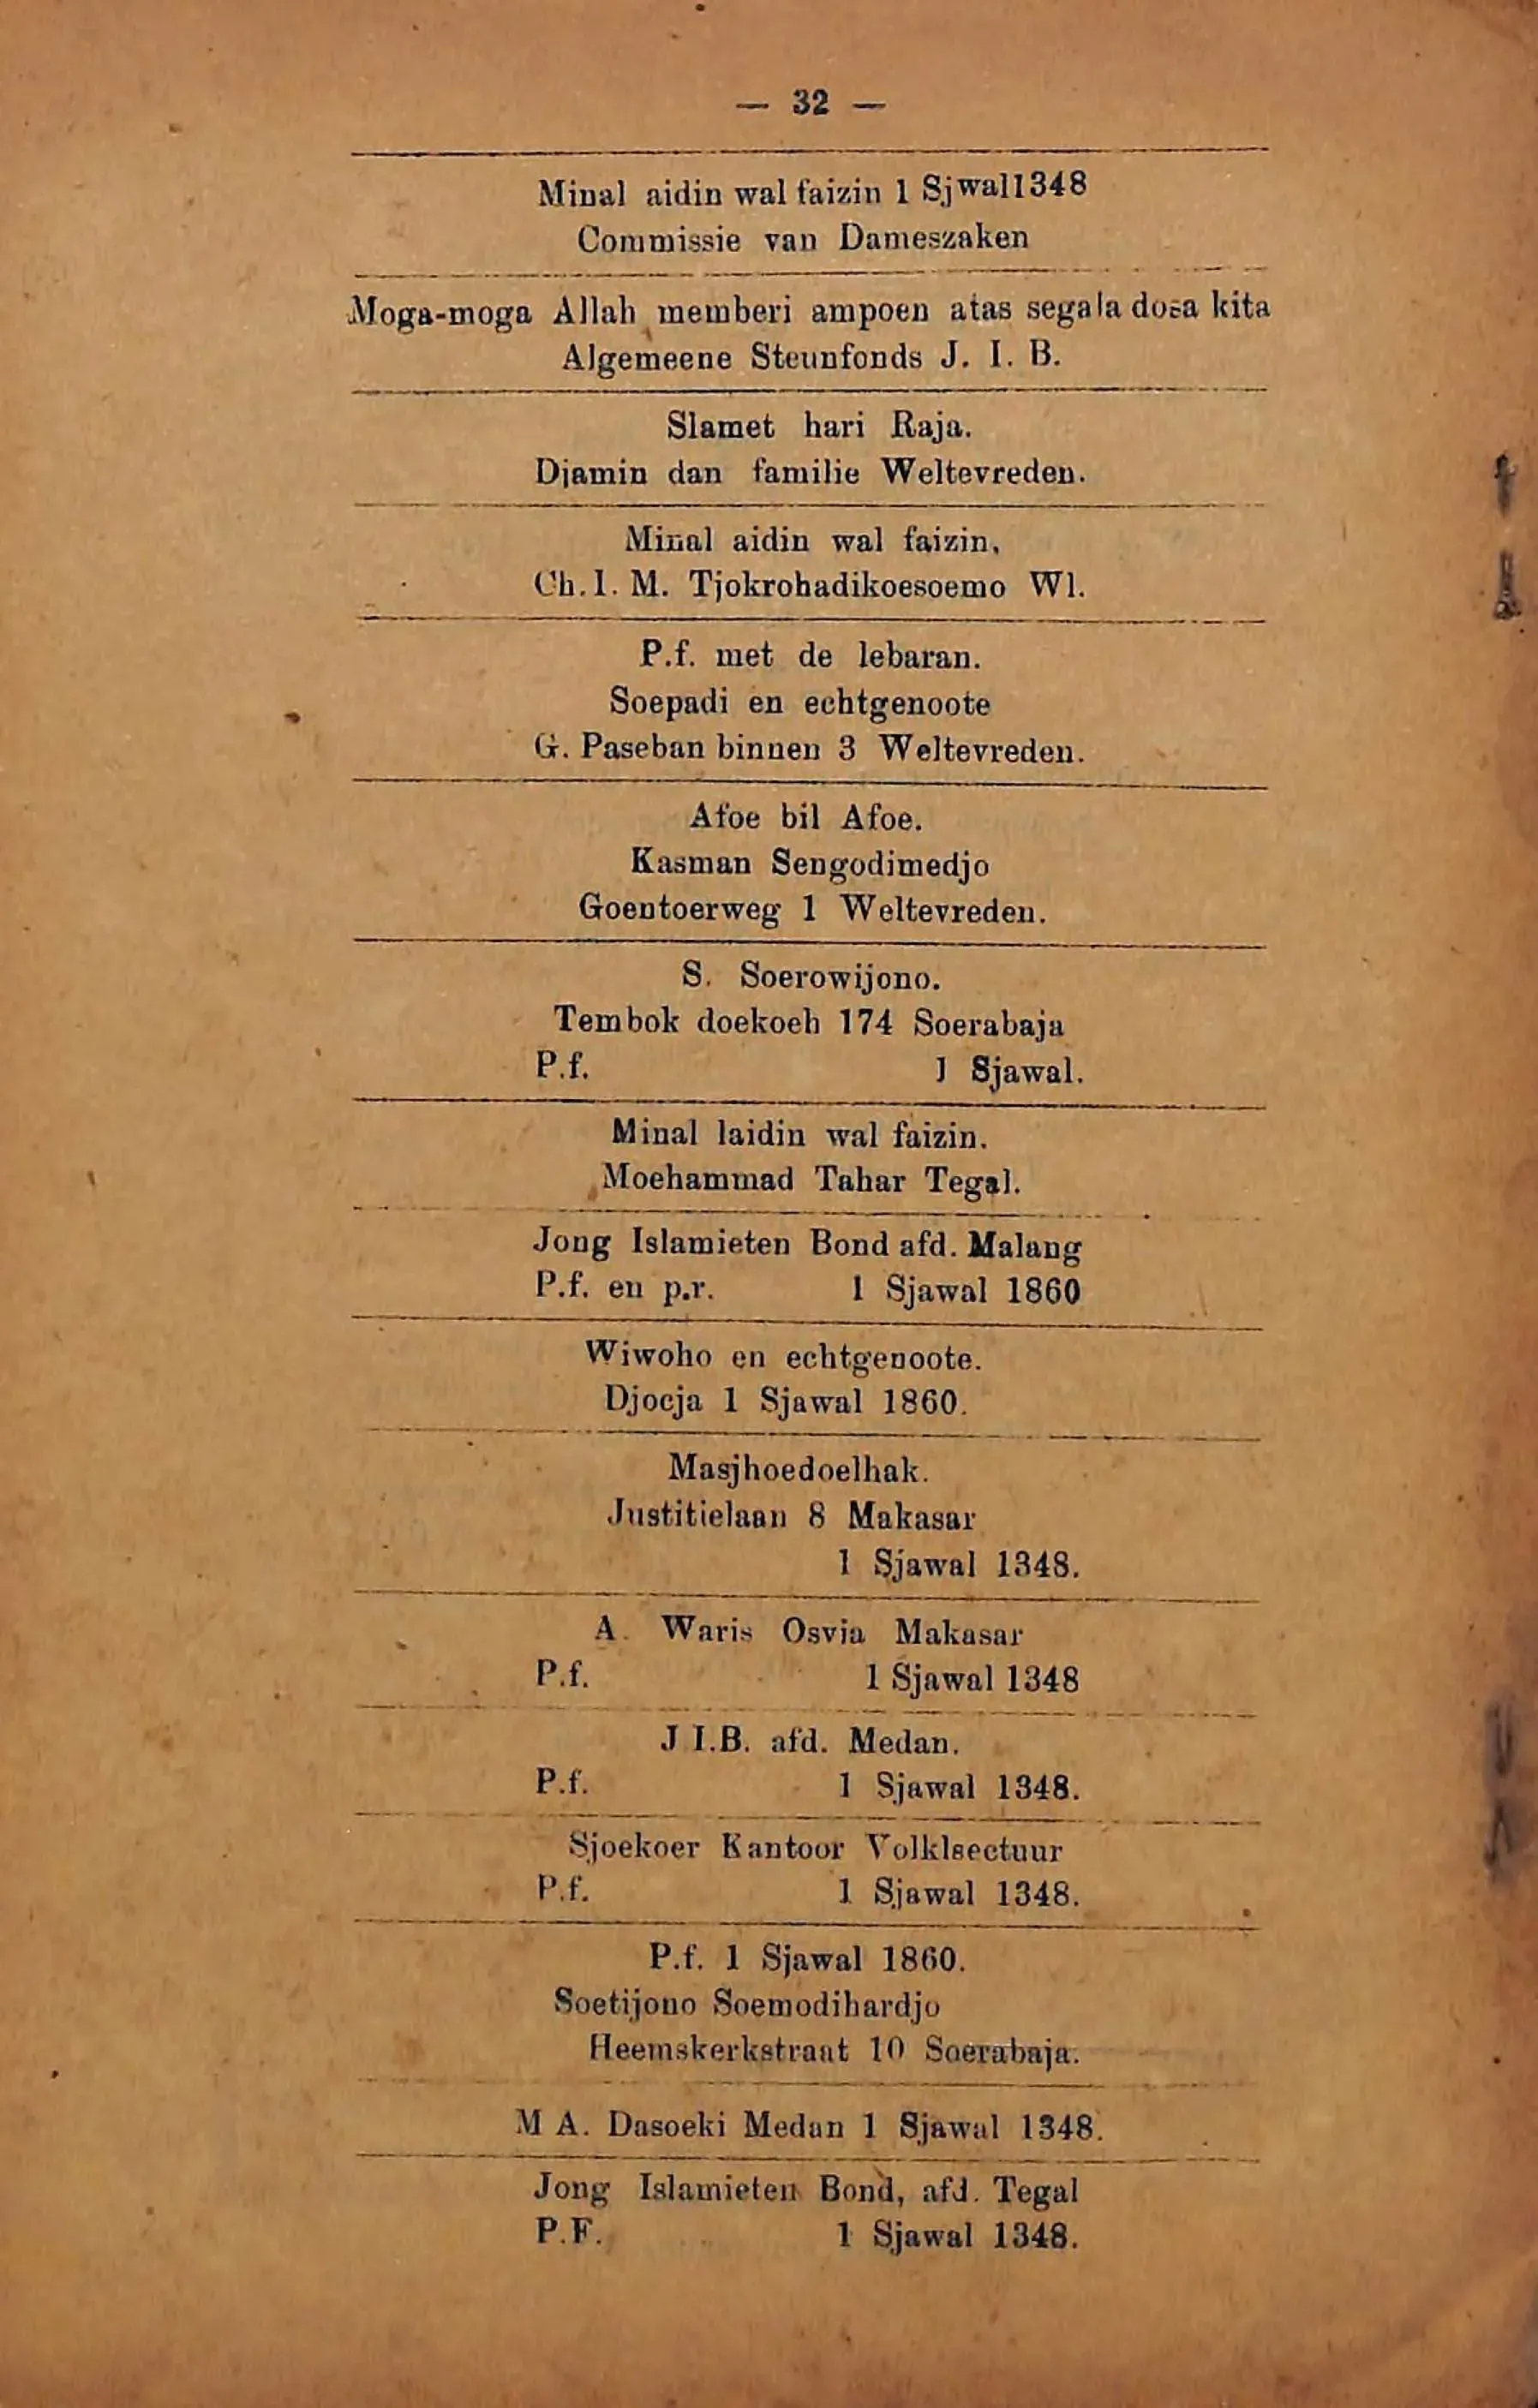 — 32 —
Minal aidin wal faizin 1 Sjwal1348
Commissie van Dameszaken
Moga-moga Allah memberi ampoen atas segala dosa kita
Algemeene Steunfonds J. I. B.
Slamet hari Raja.
Djamin dan familie Weltevreden.
Minal aidin wal faizin.
Ch. I. M. Tjokrohadikoesoemo Wl.
P.f. met de lebaran.
Soepadi en echtgenoote
G. Paseban binnen 3 Weltevreden.
Afoe bil Afoe.
Kasman Sengodimedjo
Goentoerweg 1 Weltevreden.
S. Soerowijono.
Tembok doekoeh 174 Soerabaja
P.f. 1 Sjawal.
Minal laidin wal faizin.
Moehammad Tahar Tegal.
Jong Islamieten Bond afd. Malang
P.f. en p.r. 1 Sjawal 1860
Wiwoho en echtgenoote.
Djocja 1 Sjawal 1860.
Masjhoedoelhak.
Justitielaan 8 Makasar
1 Sjawal 1348.
A. Waris Osvia Makasar
P.f. 1 Sjawal 1348
J I.B. afd. Medan.
P.f. 1 Sjawal 1348.
Sjoekoer Kantoor Volklsectuur
P.f. 1 Sjawal 1348.
P.f. 1 Sjawal 1860.
Soetijono Soemodihardjo
Heemskerkstraat 10 Soerabaja.
M A. Dasoeki Medan 1 Sjawal 1348.
Jong Islamieten Bond, afd. Tegal
P.F. 1 Sjawal 1348.